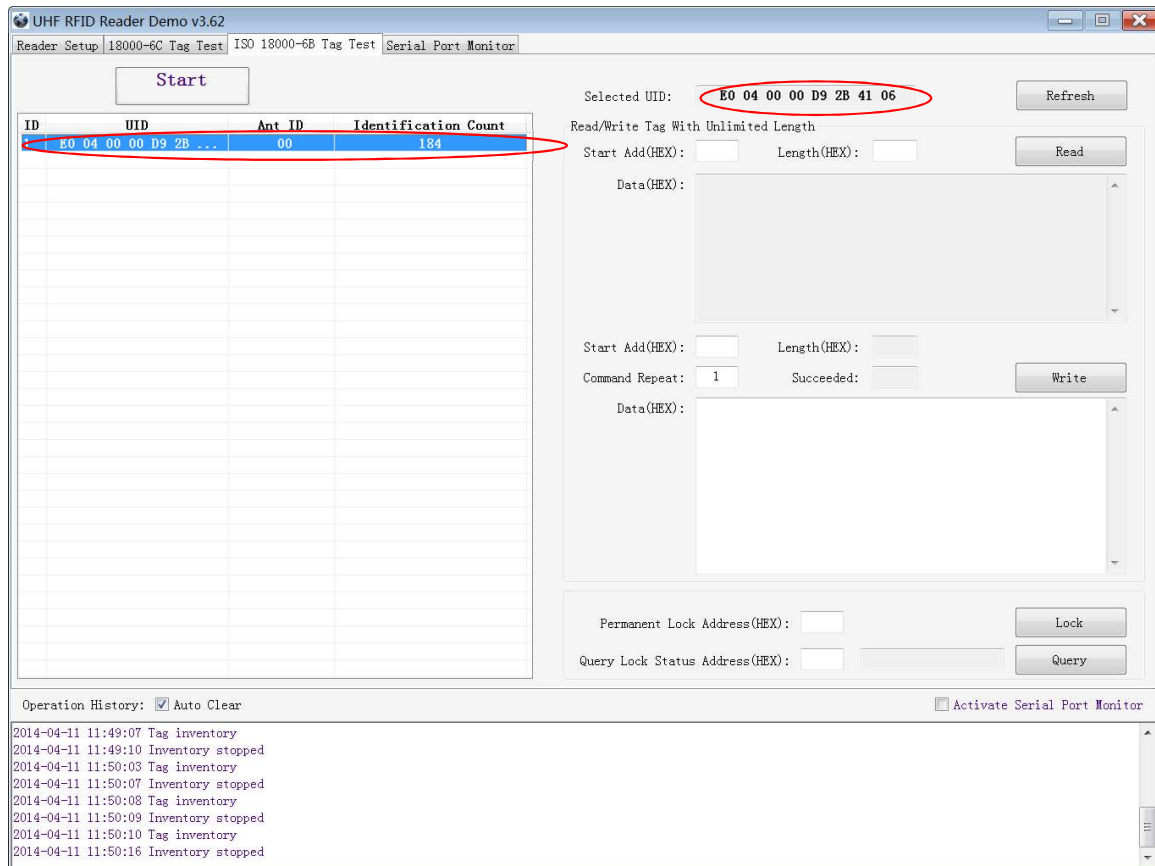 UHF RFID Reader Demo v3.62
Reader Setup 18000-6C Tag Test ISO 18000-6B Tag Test Serial Port Monitor
Start
Selected UID: E0 04 00 00 D9 2B 41 06 Refresh
ID UID Ant ID Identification Count
1 E0 04 00 00 D9 2B ... 00 184
Read/Write Tag With Unlimited Length
Start Add(HEX): Length(HEX): Read
Data(HEX):
Start Add(HEX): Length(HEX):
Command Repeat: 1 Succeeded: Write
Data(HEX):
Permanent Lock Address(HEX): Lock
Query Lock Status Address(HEX): Query
Operation History: Auto Clear Activate Serial Port Monitor
2014-04-11 11:49:07 Tag inventory
2014-04-11 11:49:10 Inventory stopped
2014-04-11 11:50:03 Tag inventory
2014-04-11 11:50:07 Inventory stopped
2014-04-11 11:50:08 Tag inventory
2014-04-11 11:50:09 Inventory stopped
2014-04-11 11:50:10 Tag inventory
2014-04-11 11:50:16 Inventory stopped